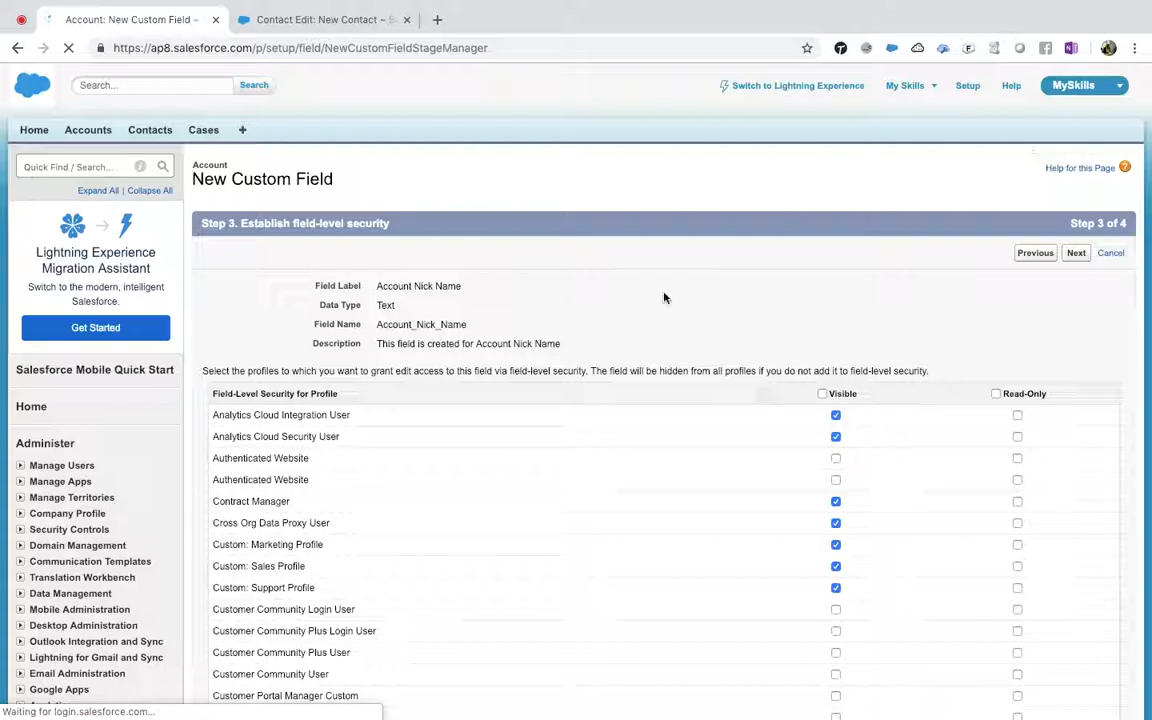 Account: New Custom Field ~
Contact Edit: New Contact ~ S
https://ap8.salesforce.com/p/setup/field/NewCustomFieldStageManager
Search...
Search
Switch to Lightning Experience
My Skills
Setup
Help
MySkills
Home
Accounts
Contacts
Cases
+
Quick Find / Search...
Expand All | Collapse All
Lightning Experience
Migration Assistant
Switch to the modern, intelligent
Salesforce.
Get Started
Salesforce Mobile Quick Start
Home
Administer
Manage Users
Manage Apps
Manage Territories
Company Profile
Security Controls
Domain Management
Communication Templates
Translation Workbench
Data Management
Mobile Administration
Desktop Administration
Outlook Integration and Sync
Lightning for Gmail and Sync
Email Administration
Google Apps
Account
New Custom Field
Help for this Page
Step 3. Establish field-level security
Step 3 of 4
Previous
Next
Cancel
Field Label Account Nick Name
Data Type Text
Field Name Account_Nick_Name
Description This field is created for Account Nick Name
Select the profiles to which you want to grant edit access to this field via field-level security. The field will be hidden from all profiles if you do not add it to field-level security.
Field-Level Security for Profile Visible Read-Only
Analytics Cloud Integration User
Analytics Cloud Security User
Authenticated Website
Authenticated Website
Contract Manager
Cross Org Data Proxy User
Custom: Marketing Profile
Custom: Sales Profile
Custom: Support Profile
Customer Community Login User
Customer Community Plus Login User
Customer Community Plus User
Customer Community User
Customer Portal Manager Custom
Waiting for login.salesforce.com...